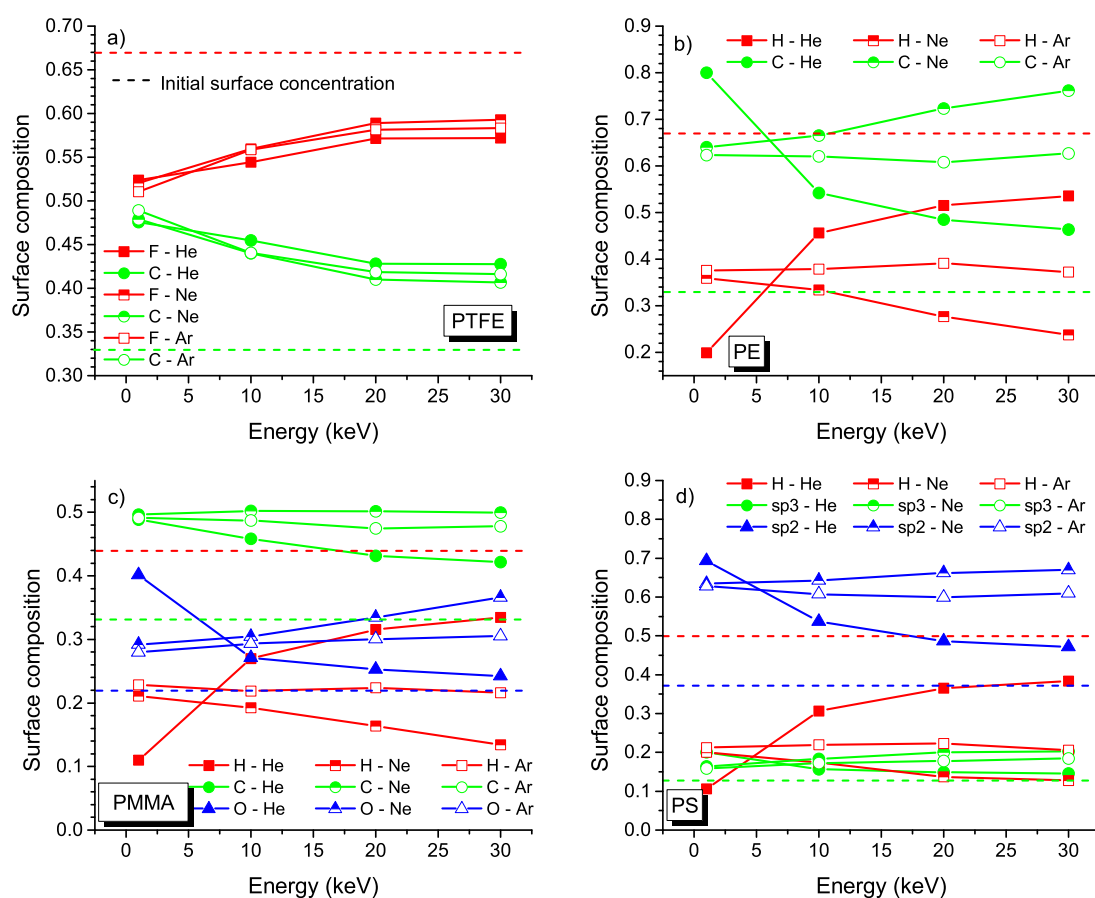 a)
0.70
0.65
0.60
0.55
0.50
0.45
0.40
0.35
0.30
Surface composition
Initial surface concentration
F - He
C - He
F - Ne
C - Ne
F - Ar
C - Ar
PTFE
0 5 10 15 20 25 30
Energy (keV)
b)
0.9
0.8
0.7
0.6
0.5
0.4
0.3
0.2
Surface composition
H - He H - Ne H - Ar
C - He C - Ne C - Ar
PE
0 5 10 15 20 25 30
Energy (keV)
c)
0.5
0.4
0.3
0.2
0.1
0.0
Surface composition
H - He H - Ne H - Ar
C - He C - Ne C - Ar
O - He O - Ne O - Ar
PMMA
0 5 10 15 20 25 30
Energy (keV)
d)
0.9
0.8
0.7
0.6
0.5
0.4
0.3
0.2
0.1
0.0
Surface composition
H - He H - Ne H - Ar
sp3 - He sp3 - Ne sp3 - Ar
sp2 - He sp2 - Ne sp2 - Ar
PS
0 5 10 15 20 25 30
Energy (keV)